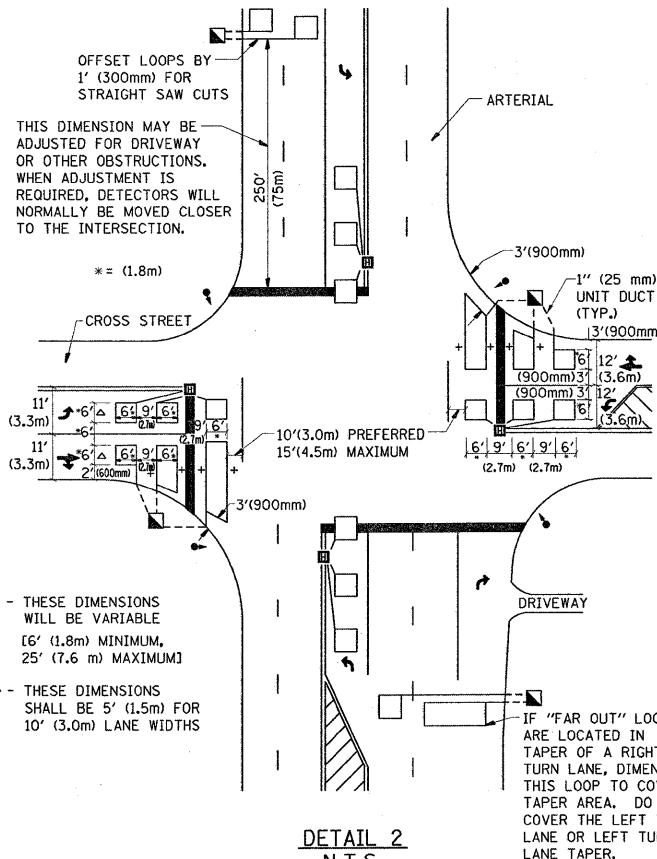 OFFSET LOOPS BY
1' (300mm) FOR
STRAIGHT SAW CUTS
THIS DIMENSION MAY BE
ADJUSTED FOR DRIVEWAY
OR OTHER OBSTRUCTIONS.
WHEN ADJUSTMENT IS
REQUIRED, DETECTORS WILL
NORMALLY BE MOVED CLOSER
TO THE INTERSECTION.
* = (1.8m)
250'
(75m)
ARTERIAL
3'(900mm)
1" (25 mm)
UNIT DUCT
(TYP.)
3'(900mm
CROSS STREET
6'
12'
(900mm)3'
(3.6m)
(900mm)3'
12'
6'
(3.6m)
6' 9' 6' 9' 6'
* * *
(2.7m) (2.7m)
11'
(3.3m)
*6'
6' 9' 6'
(2.7m)
*6'
(2.7m)
9' 6'
*
11'
(3.3m)
*6'
6' 9' 6'
(2.7m)
2' (600mm)
10'(3.0m) PREFERRED
15'(4.5m) MAXIMUM
3'(900mm)
H
H
H
H
- THESE DIMENSIONS
WILL BE VARIABLE
[6' (1.8m) MINIMUM,
25' (7.6 m) MAXIMUM]
- THESE DIMENSIONS
SHALL BE 5' (1.5m) FOR
10' (3.0m) LANE WIDTHS
DRIVEWAY
IF "FAR OUT" LOO
ARE LOCATED IN
TAPER OF A RIGHT
TURN LANE, DIMEN
THIS LOOP TO CO
TAPER AREA. DO
COVER THE LEFT
LANE OR LEFT TU
LANE TAPER.
DETAIL 2
N.T.S.